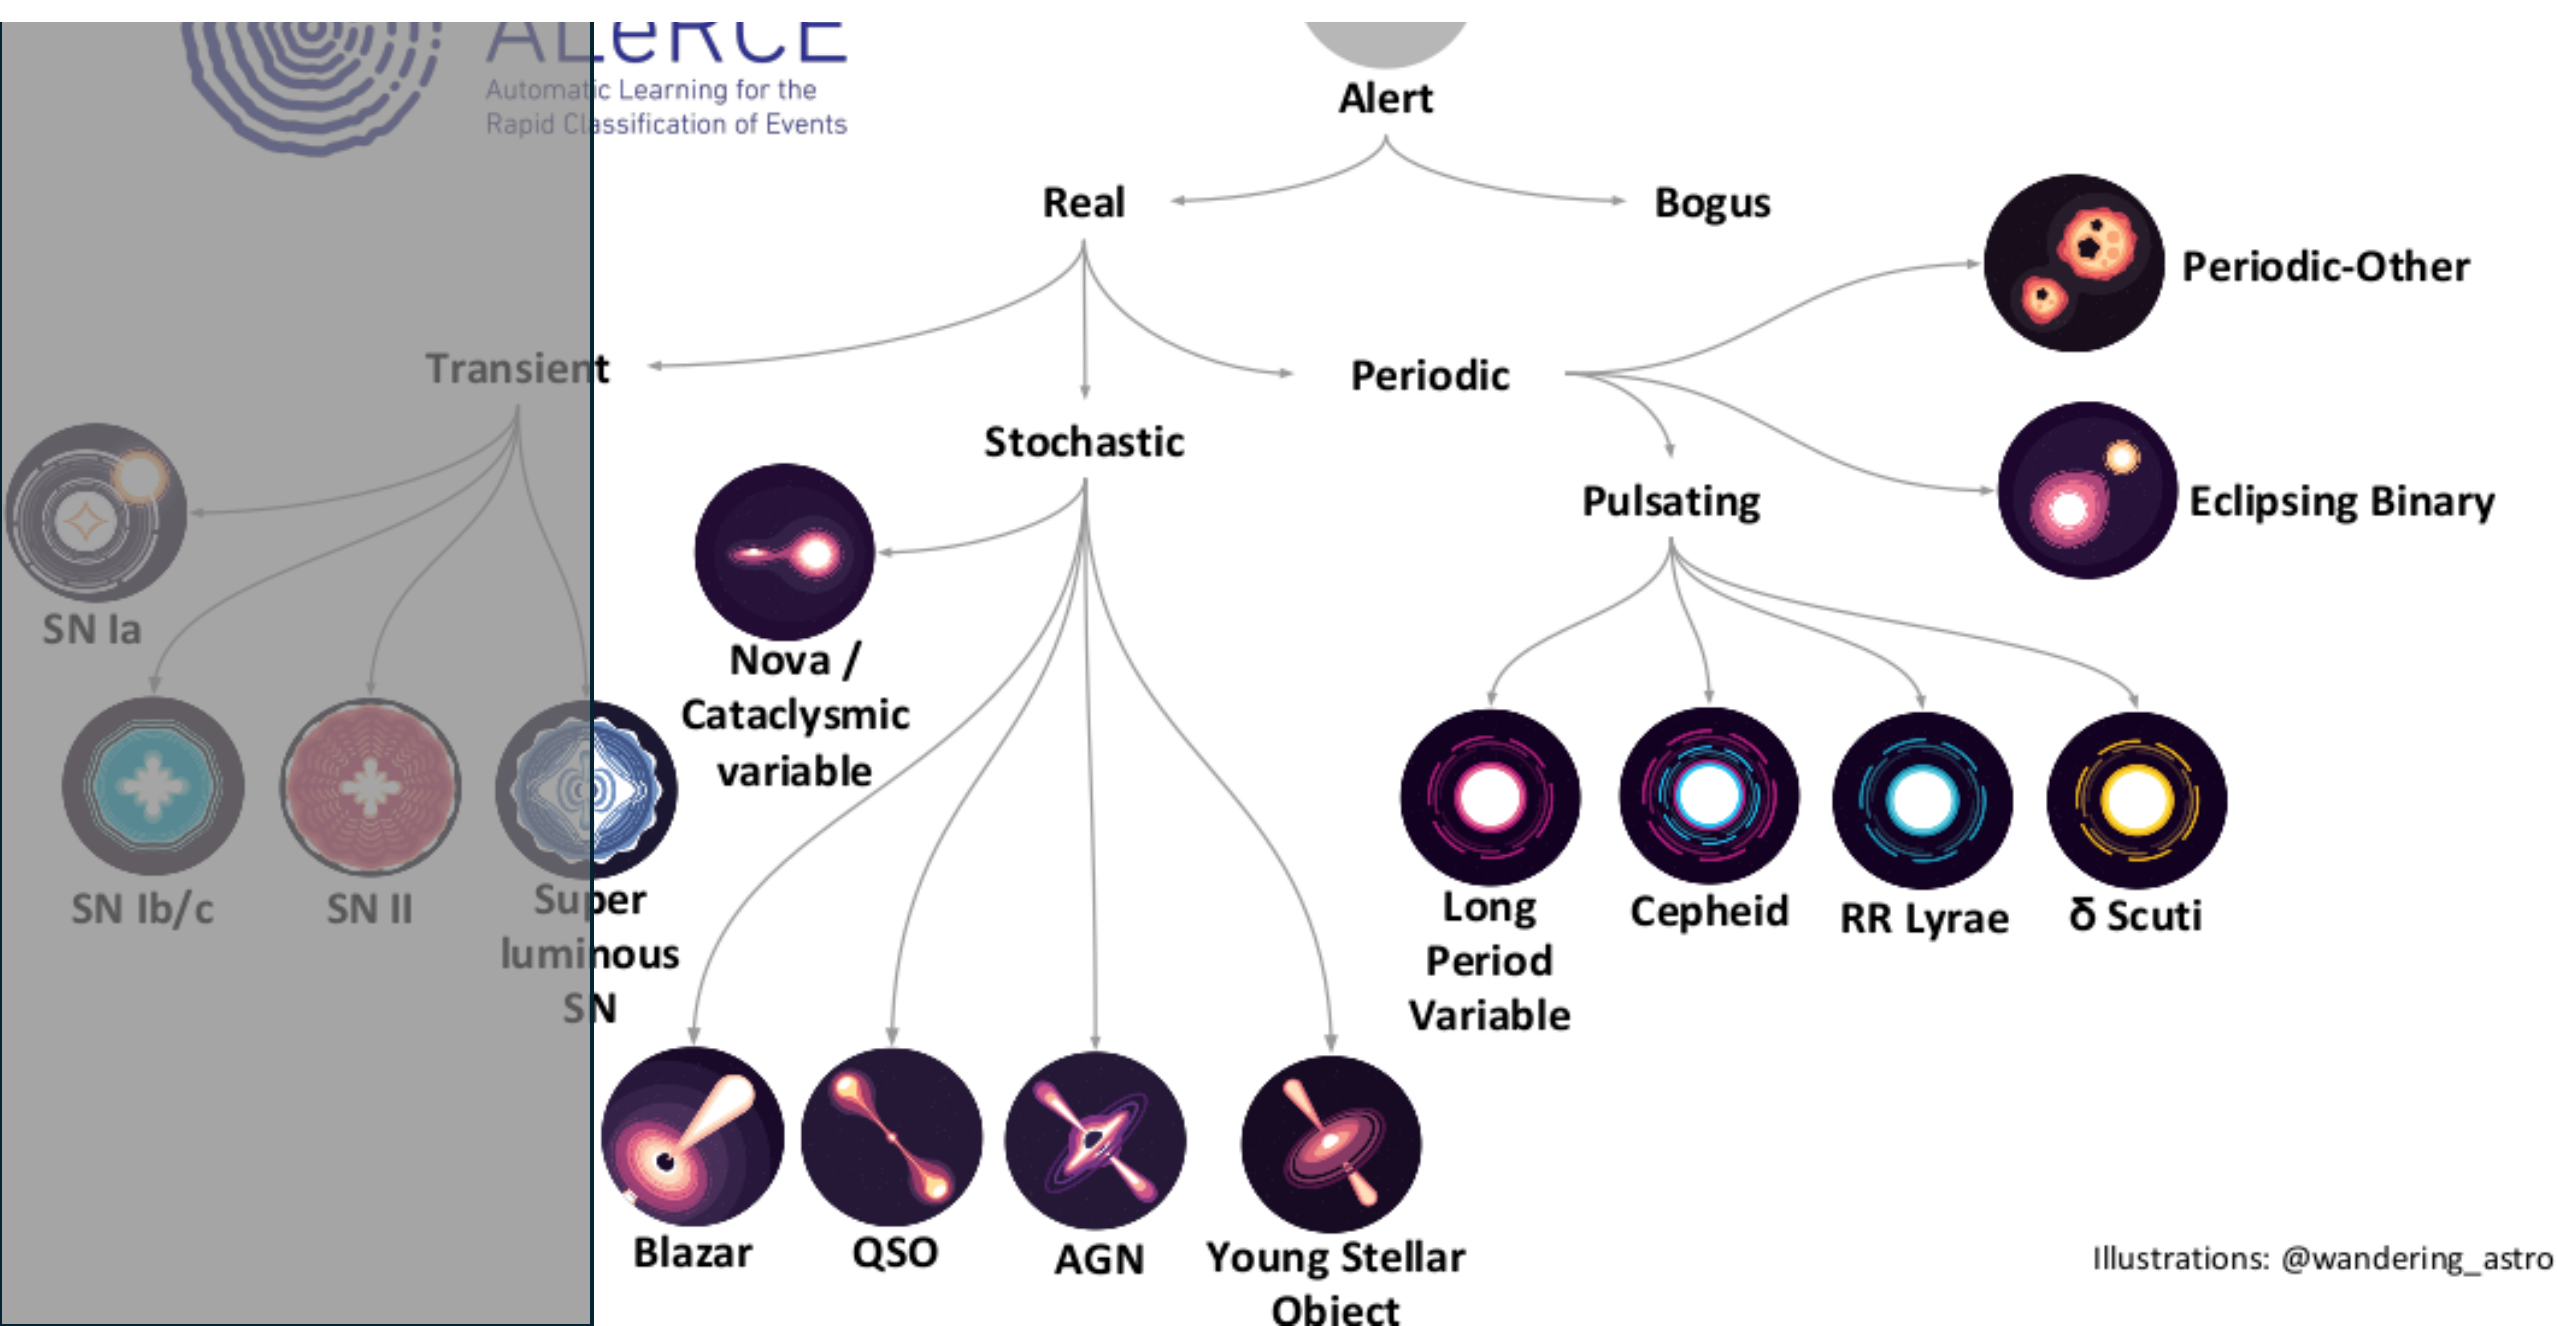 ALeRCE
Automatic Learning for the
Rapid Classification of Events
Alert
Real
Bogus
Periodic-Other
Transient
Periodic
Stochastic
Pulsating
Eclipsing Binary
SN Ia
Nova /
Cataclysmic
variable
SN Ib/c
SN II
Super
luminous
SN
Long
Period
Variable
Cepheid
RR Lyrae
δ Scuti
Blazar
QSO
AGN
Young Stellar
Object
Illustrations: @wandering_astro